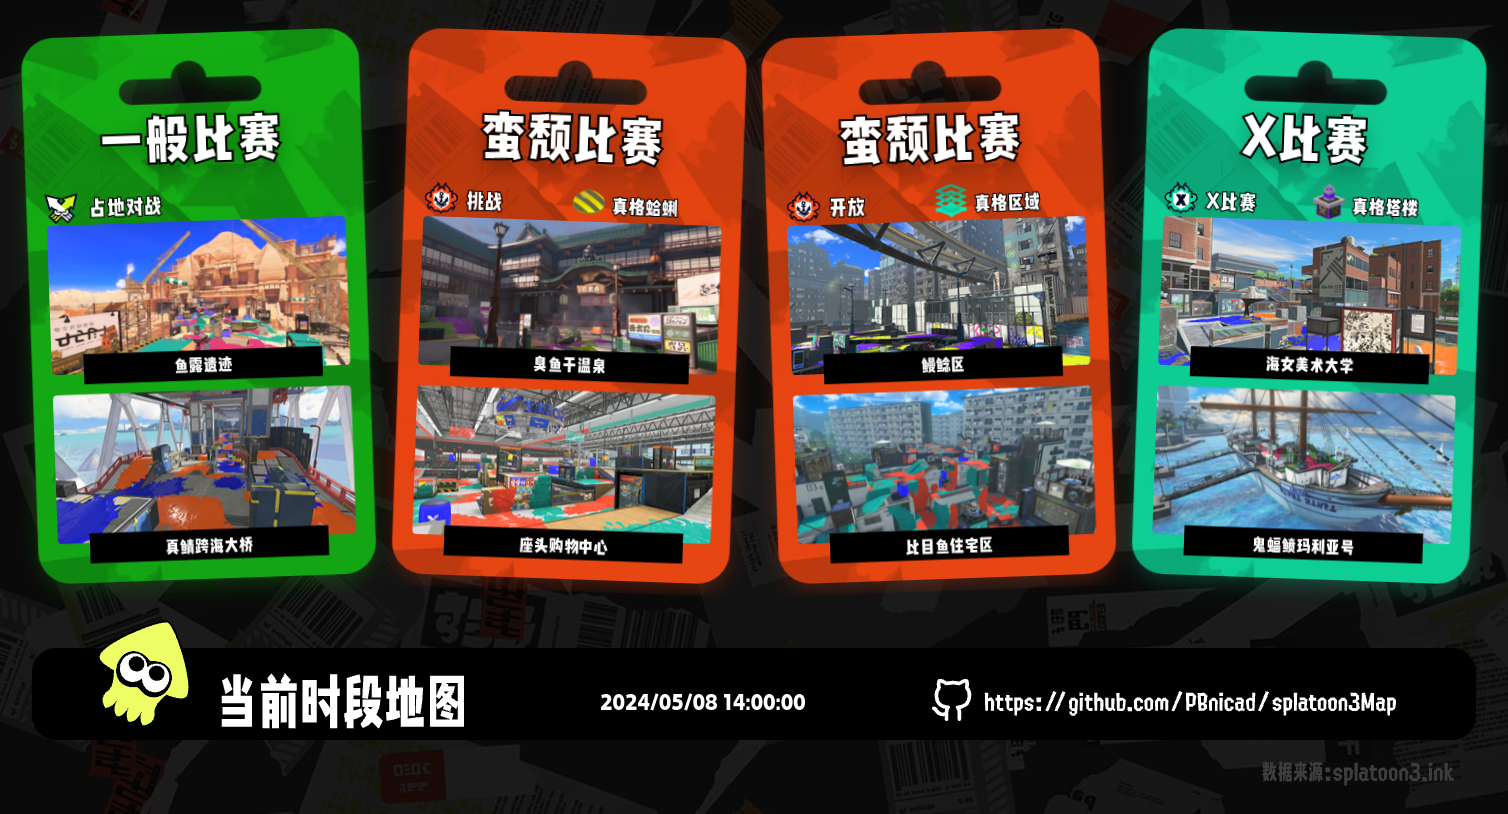 一般比赛
占地对战
鱼露遗迹
真鲭跨海大桥
蛮颓比赛
挑战
真格蛤蜊
臭鱼干温泉
座头购物中心
蛮颓比赛
开放
真格区域
鳗鲶区
比目鱼住宅区
X比赛
X比赛
真格塔楼
海女美术大学
鬼蝠鲼玛利亚号
当前时段地图
2024/05/08 14:00:00
https://github.com/PBnicad/splatoon3Map
数据来源:splatoon3.ink